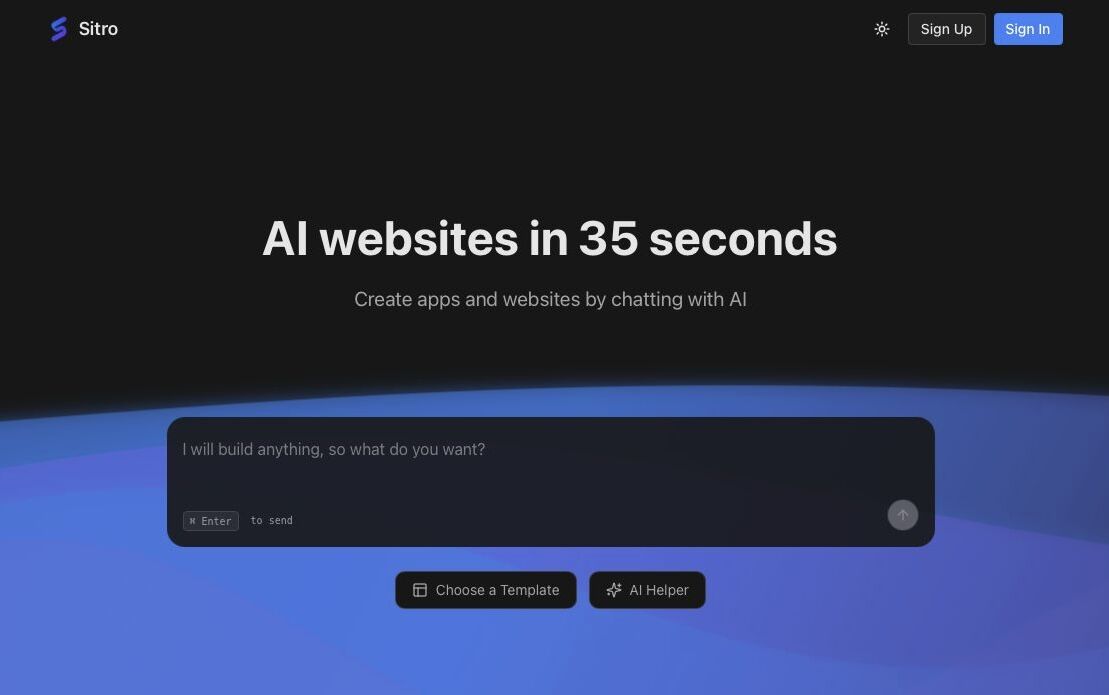 Sitro
Sign Up
Sign In
AI websites in 35 seconds
Create apps and websites by chatting with AI
I will build anything, so what do you want?
⌘ Enter to send
Choose a Template
AI Helper